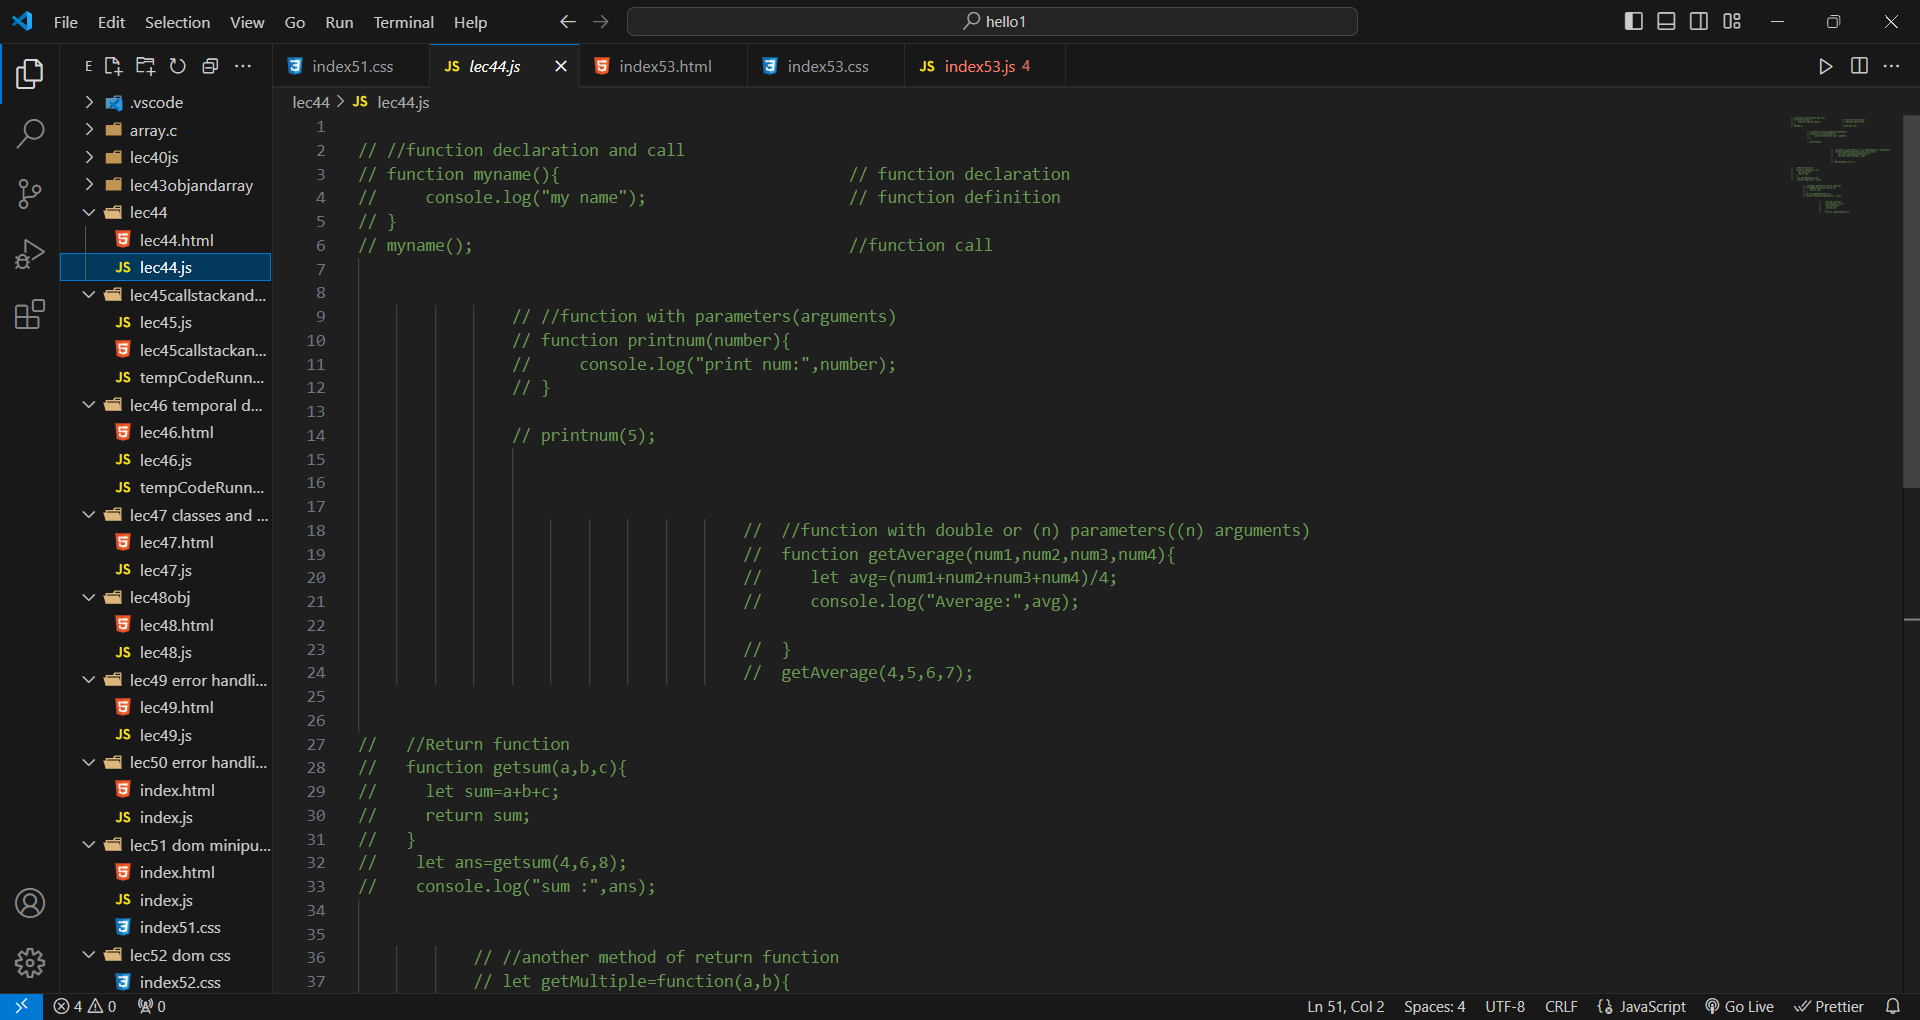 File Edit Selection View Go Run Terminal Help
hello1
E
index51.css
JS lec44.js
index53.html
index53.css
JS index53.js 4
.vscode
array.c
lec40js
lec43objandarray
lec44
lec44.html
JS lec44.js
lec45callstackand...
JS lec45.js
lec45callstackan...
JS tempCodeRunn...
lec46 temporal d...
lec46.html
JS lec46.js
JS tempCodeRunn...
lec47 classes and ...
lec47.html
JS lec47.js
lec48obj
lec48.html
JS lec48.js
lec49 error handli...
lec49.html
JS lec49.js
lec50 error handli...
index.html
JS index.js
lec51 dom minipu...
index.html
JS index.js
index51.css
lec52 dom css
index52.css
lec44 > JS lec44.js
1
2 // //function declaration and call
3 // function myname(){ // function declaration
4 // console.log("my name"); // function definition
5 // }
6 // myname(); //function call
7
8
9 // //function with parameters(arguments)
10 // function printnum(number){
11 // console.log("print num:",number);
12 // }
13
14 // printnum(5);
15
16
17
18 // //function with double or (n) parameters((n) arguments)
19 // function getAverage(num1,num2,num3,num4){
20 // let avg=(num1+num2+num3+num4)/4;
21 // console.log("Average:",avg);
22
23 // }
24 // getAverage(4,5,6,7);
25
26
27 // //Return function
28 // function getsum(a,b,c){
29 // let sum=a+b+c;
30 // return sum;
31 // }
32 // let ans=getsum(4,6,8);
33 // console.log("sum :",ans);
34
35
36 // //another method of return function
37 // let getMultiple=function(a,b){
4 0 0
Ln 51, Col 2 Spaces: 4 UTF-8 CRLF {} JavaScript Go Live Prettier